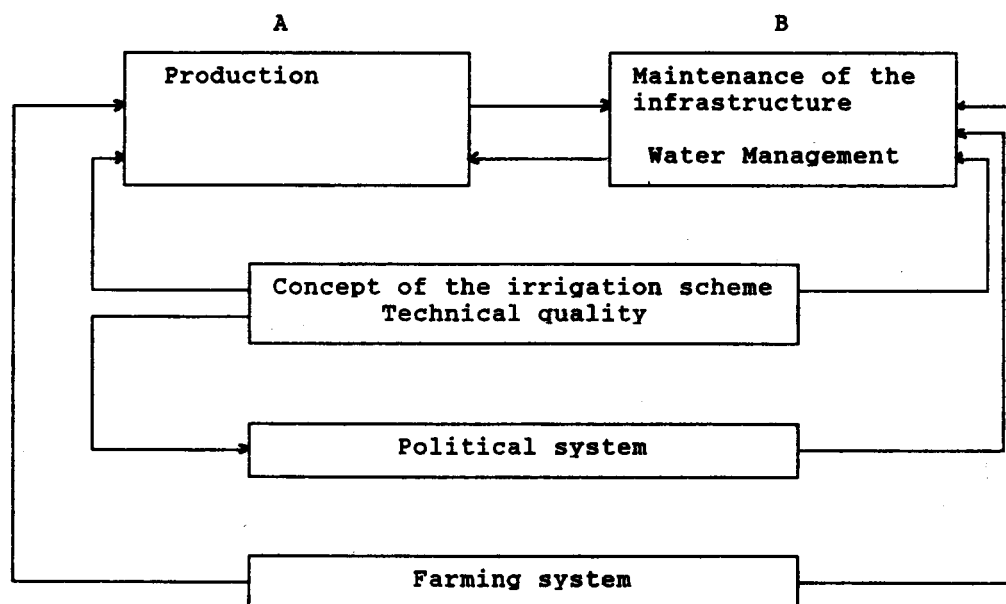 A
B
Production
Maintenance of the
infrastructure
Water Management
Concept of the irrigation scheme
Technical quality
Political system
Farming system